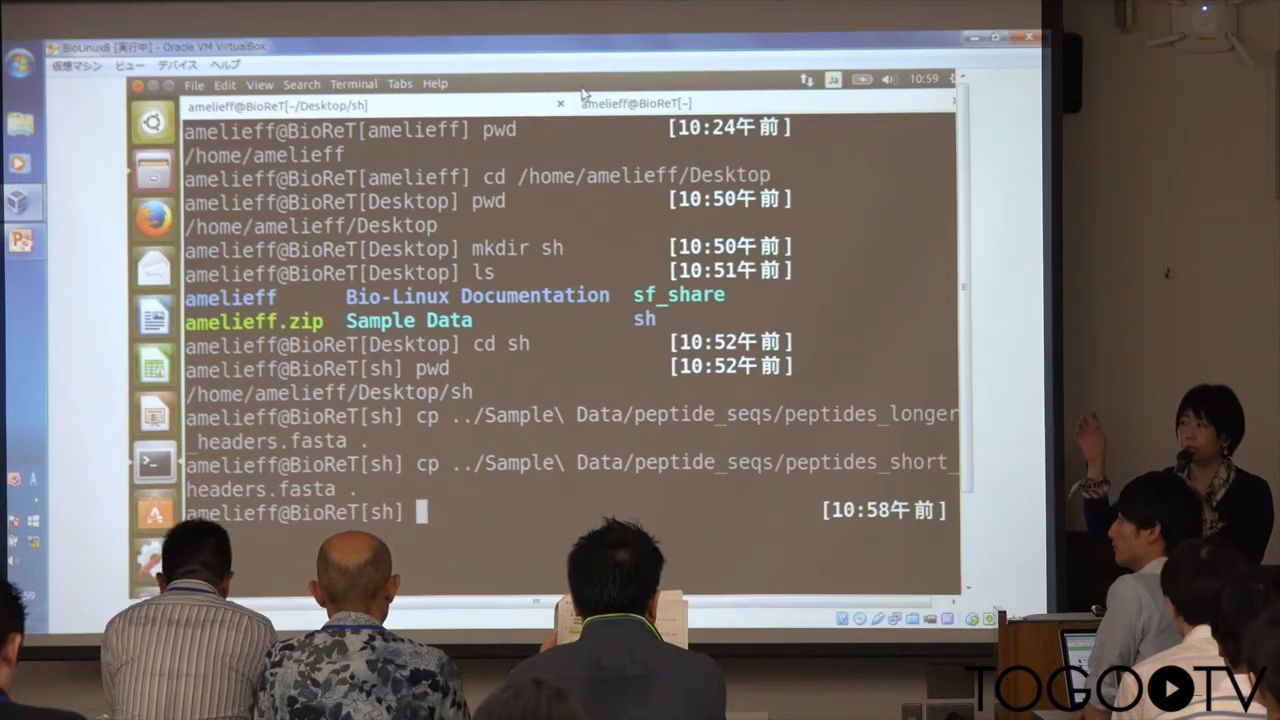 BioLinux8 [実行中] - Oracle VM VirtualBox
仮想マシン ビュー デバイス ヘルプ
File Edit View Search Terminal Tabs Help
Ja 10:59
amelieff@BioReT[~/Desktop/sh] × amelieff@BioReT[~]
amelieff@BioReT[amelieff] pwd [10:24午前]
/home/amelieff
amelieff@BioReT[amelieff] cd /home/amelieff/Desktop
amelieff@BioReT[Desktop] pwd [10:50午前]
/home/amelieff/Desktop
amelieff@BioReT[Desktop] mkdir sh [10:50午前]
amelieff@BioReT[Desktop] ls [10:51午前]
amelieff Bio-Linux Documentation sf_share
amelieff.zip Sample Data sh
amelieff@BioReT[Desktop] cd sh [10:52午前]
amelieff@BioReT[sh] pwd [10:52午前]
/home/amelieff/Desktop/sh
amelieff@BioReT[sh] cp ../Sample\ Data/peptide_seqs/peptides_longer
_headers.fasta .
amelieff@BioReT[sh] cp ../Sample\ Data/peptide_seqs/peptides_short_
headers.fasta .
amelieff@BioReT[sh] [10:58午前]
TOGOTV